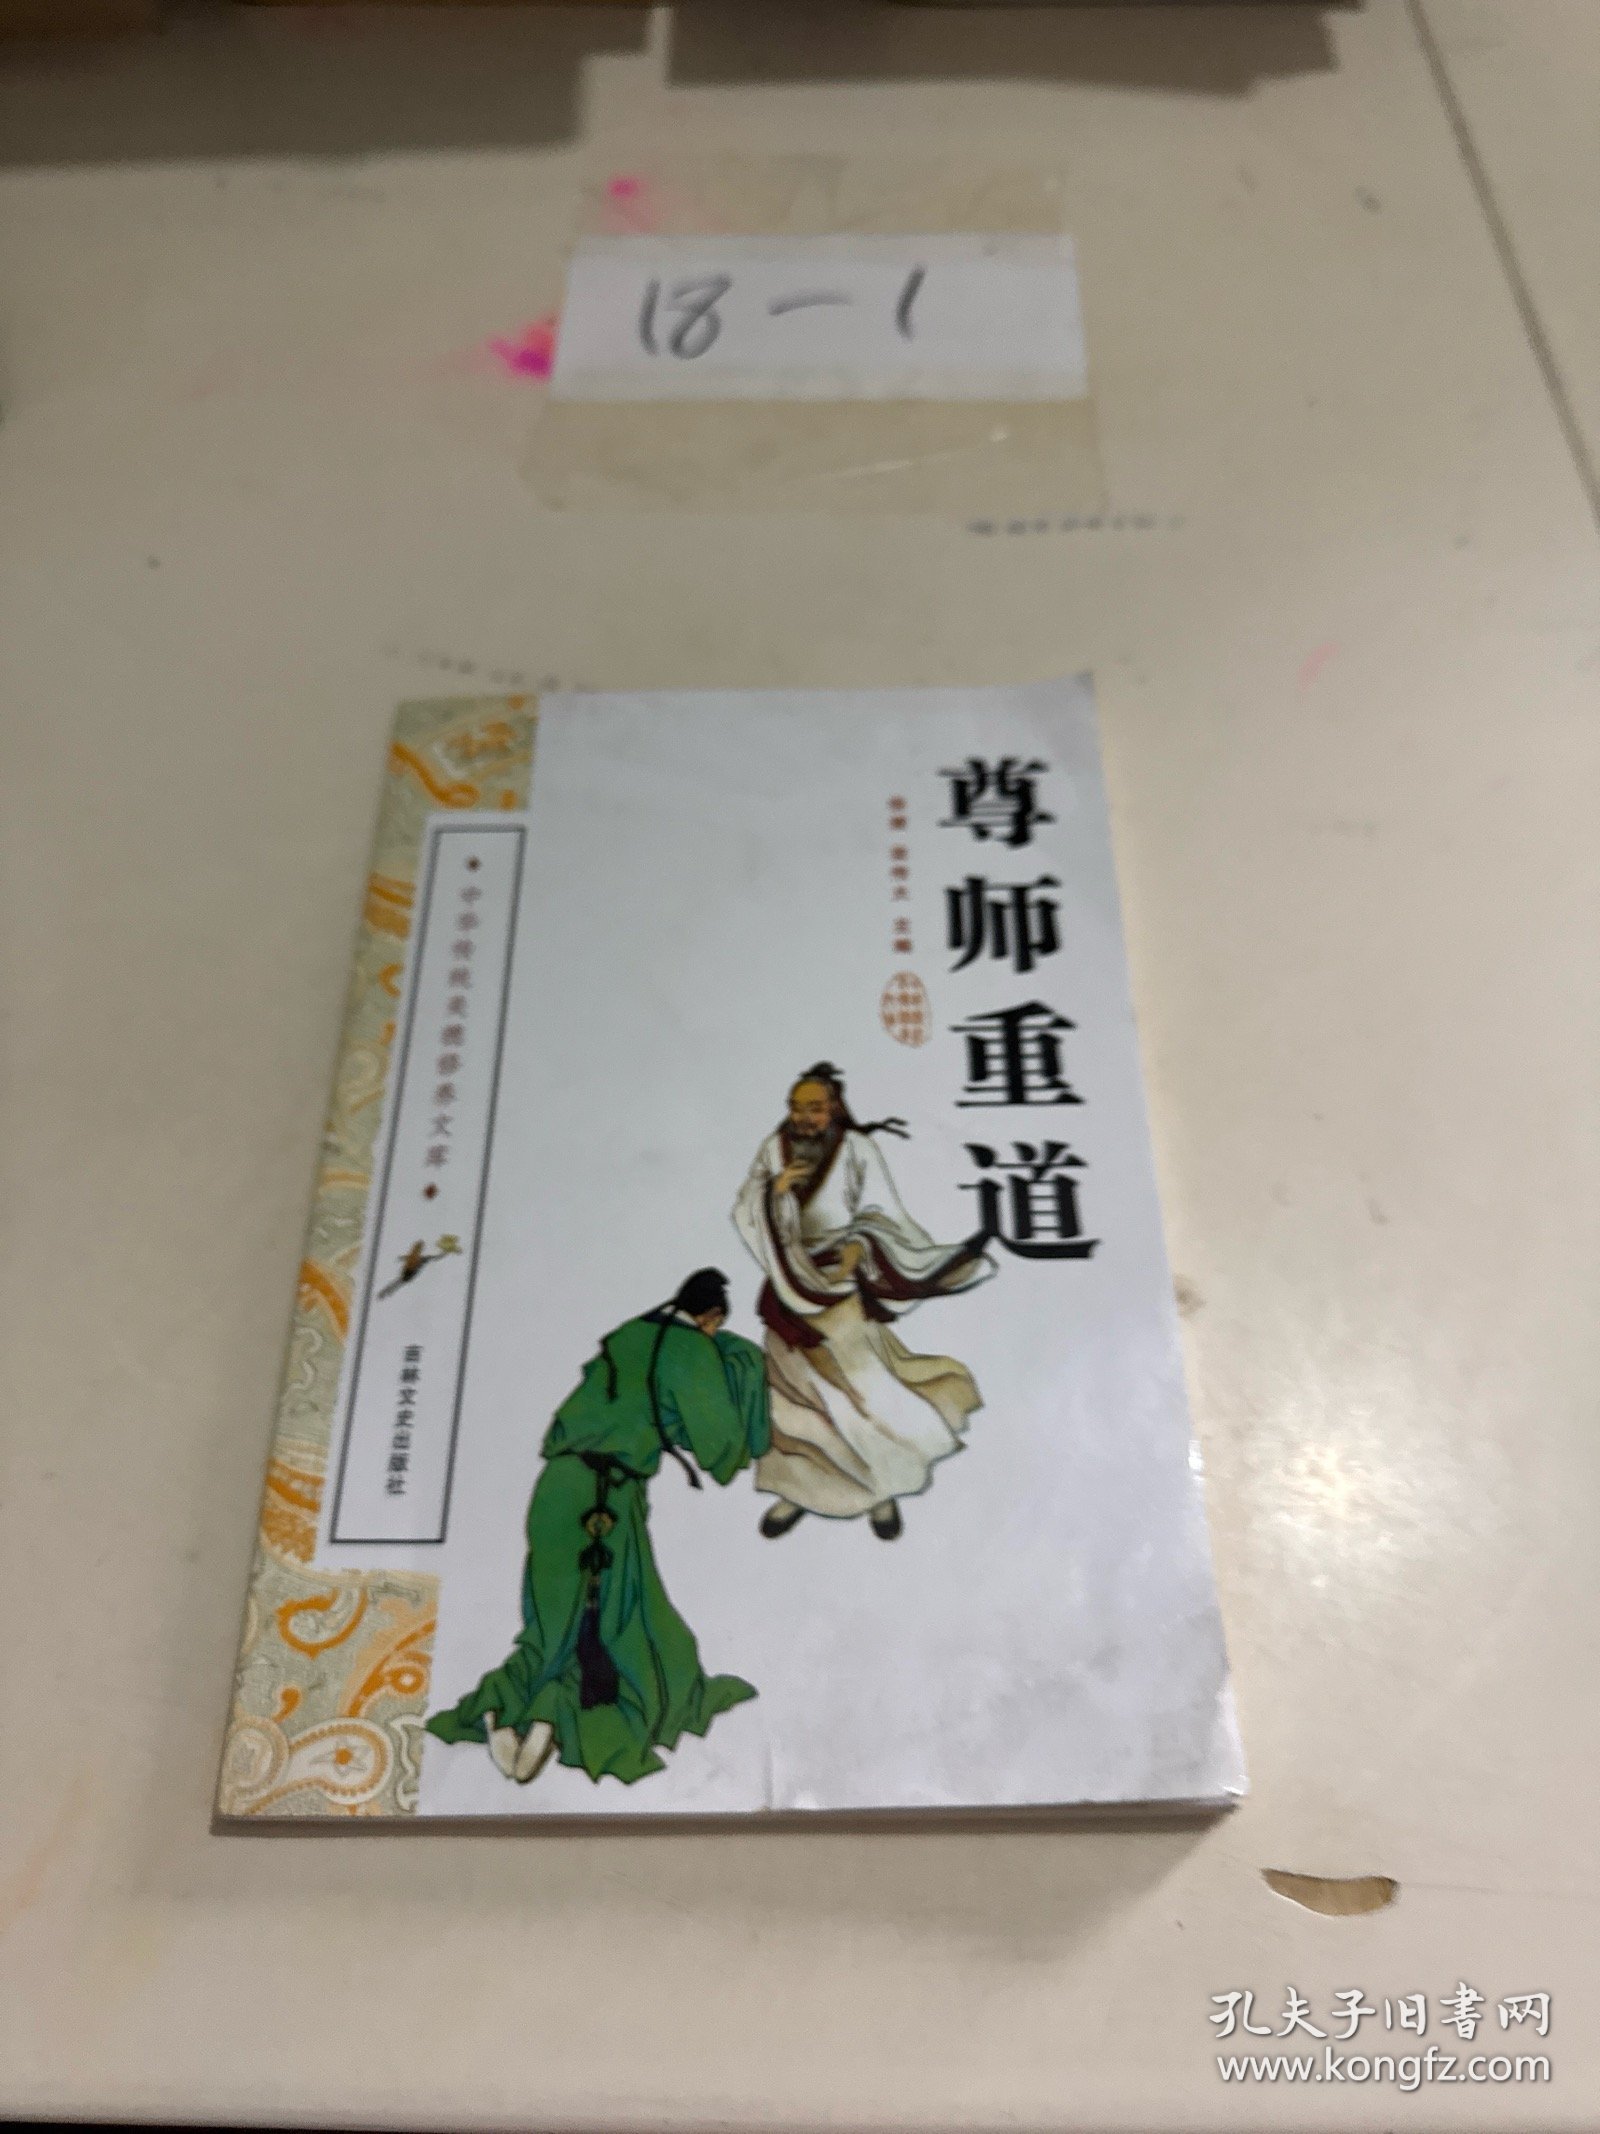 18-1
尊师重道
主编
中华传统美德修养文库
吉林文史出版社
孔夫子旧书网
www.kongfz.com